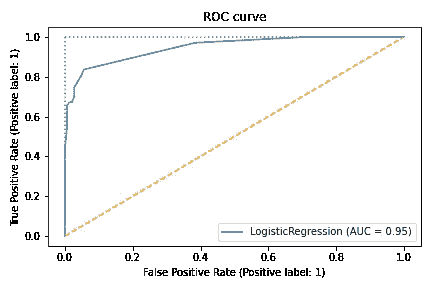 ROC curve
True Positive Rate (Positive label: 1)
1.0
0.8
0.6
0.4
0.2
0.0
LogisticRegression (AUC = 0.95)
0.0 0.2 0.4 0.6 0.8 1.0
False Positive Rate (Positive label: 1)